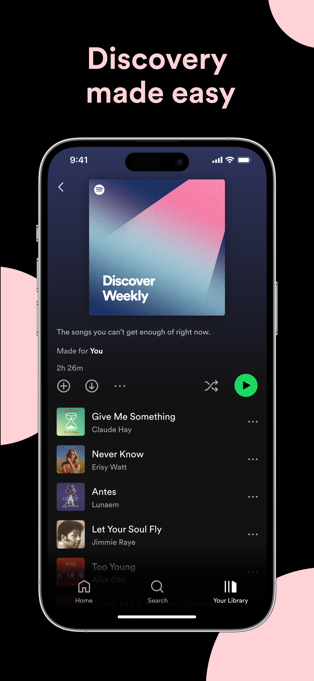 Discovery
made easy
9:41
Discover
Weekly
The songs you can't get enough of right now.
Made for You
2h 26m
Give Me Something
Claude Hay
Never Know
Erisy Watt
Antes
Lunaem
Let Your Soul Fly
Jimmie Raye
Too Young
Alive City
Home
Search
Your Library